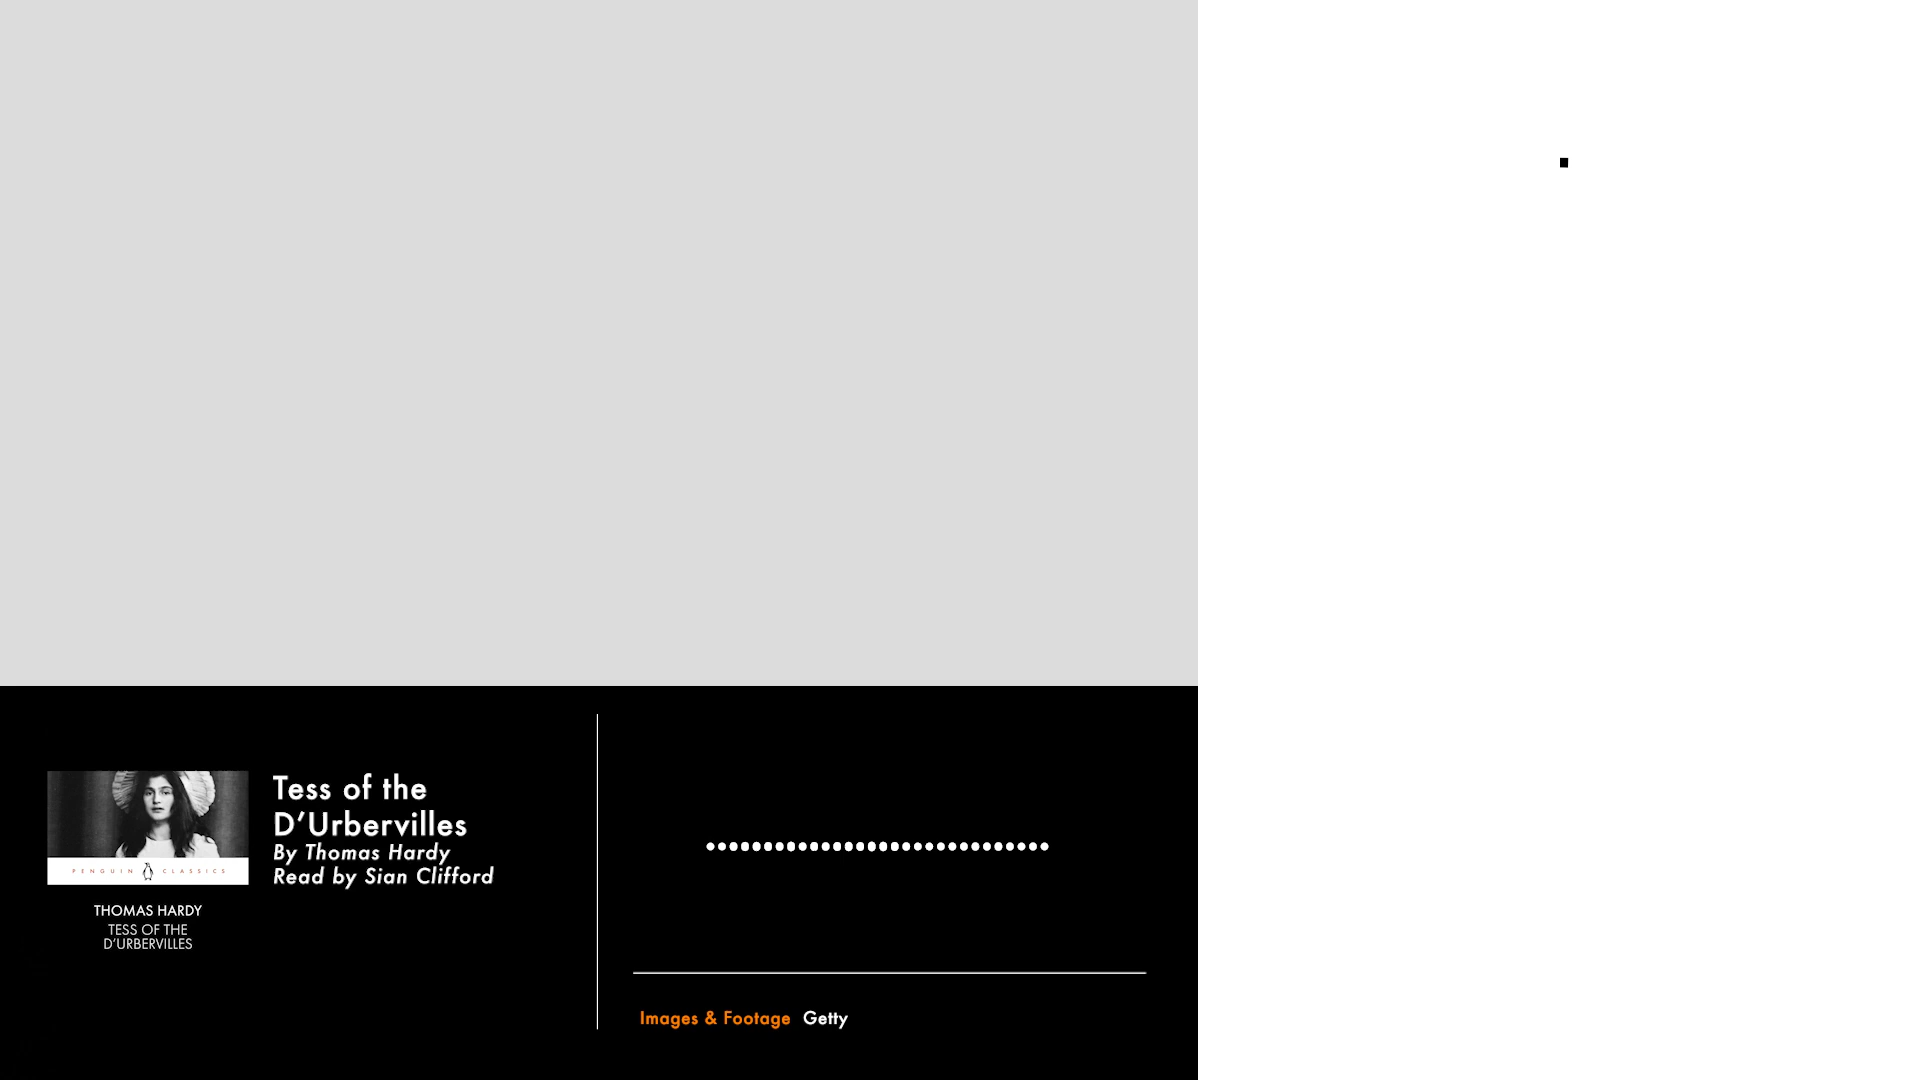 Tess of the
D’Urbervilles
By Thomas Hardy
Read by Sian Clifford
PENGUIN CLASSICS
THOMAS HARDY
TESS OF THE
D’URBERVILLES
Images & Footage Getty